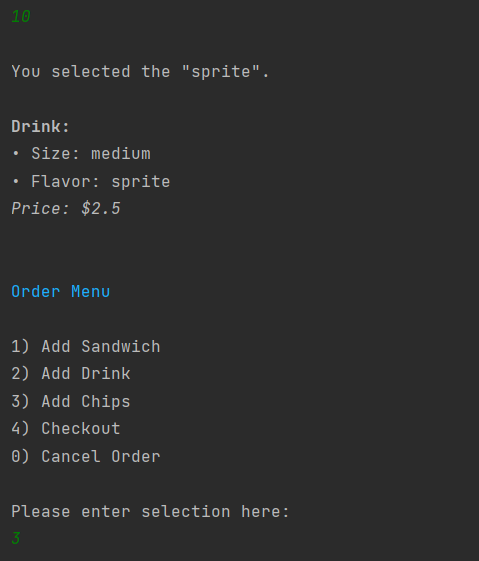 10
You selected the "sprite".
Drink:
• Size: medium
• Flavor: sprite
Price: $2.5
Order Menu
1) Add Sandwich
2) Add Drink
3) Add Chips
4) Checkout
0) Cancel Order
Please enter selection here:
3